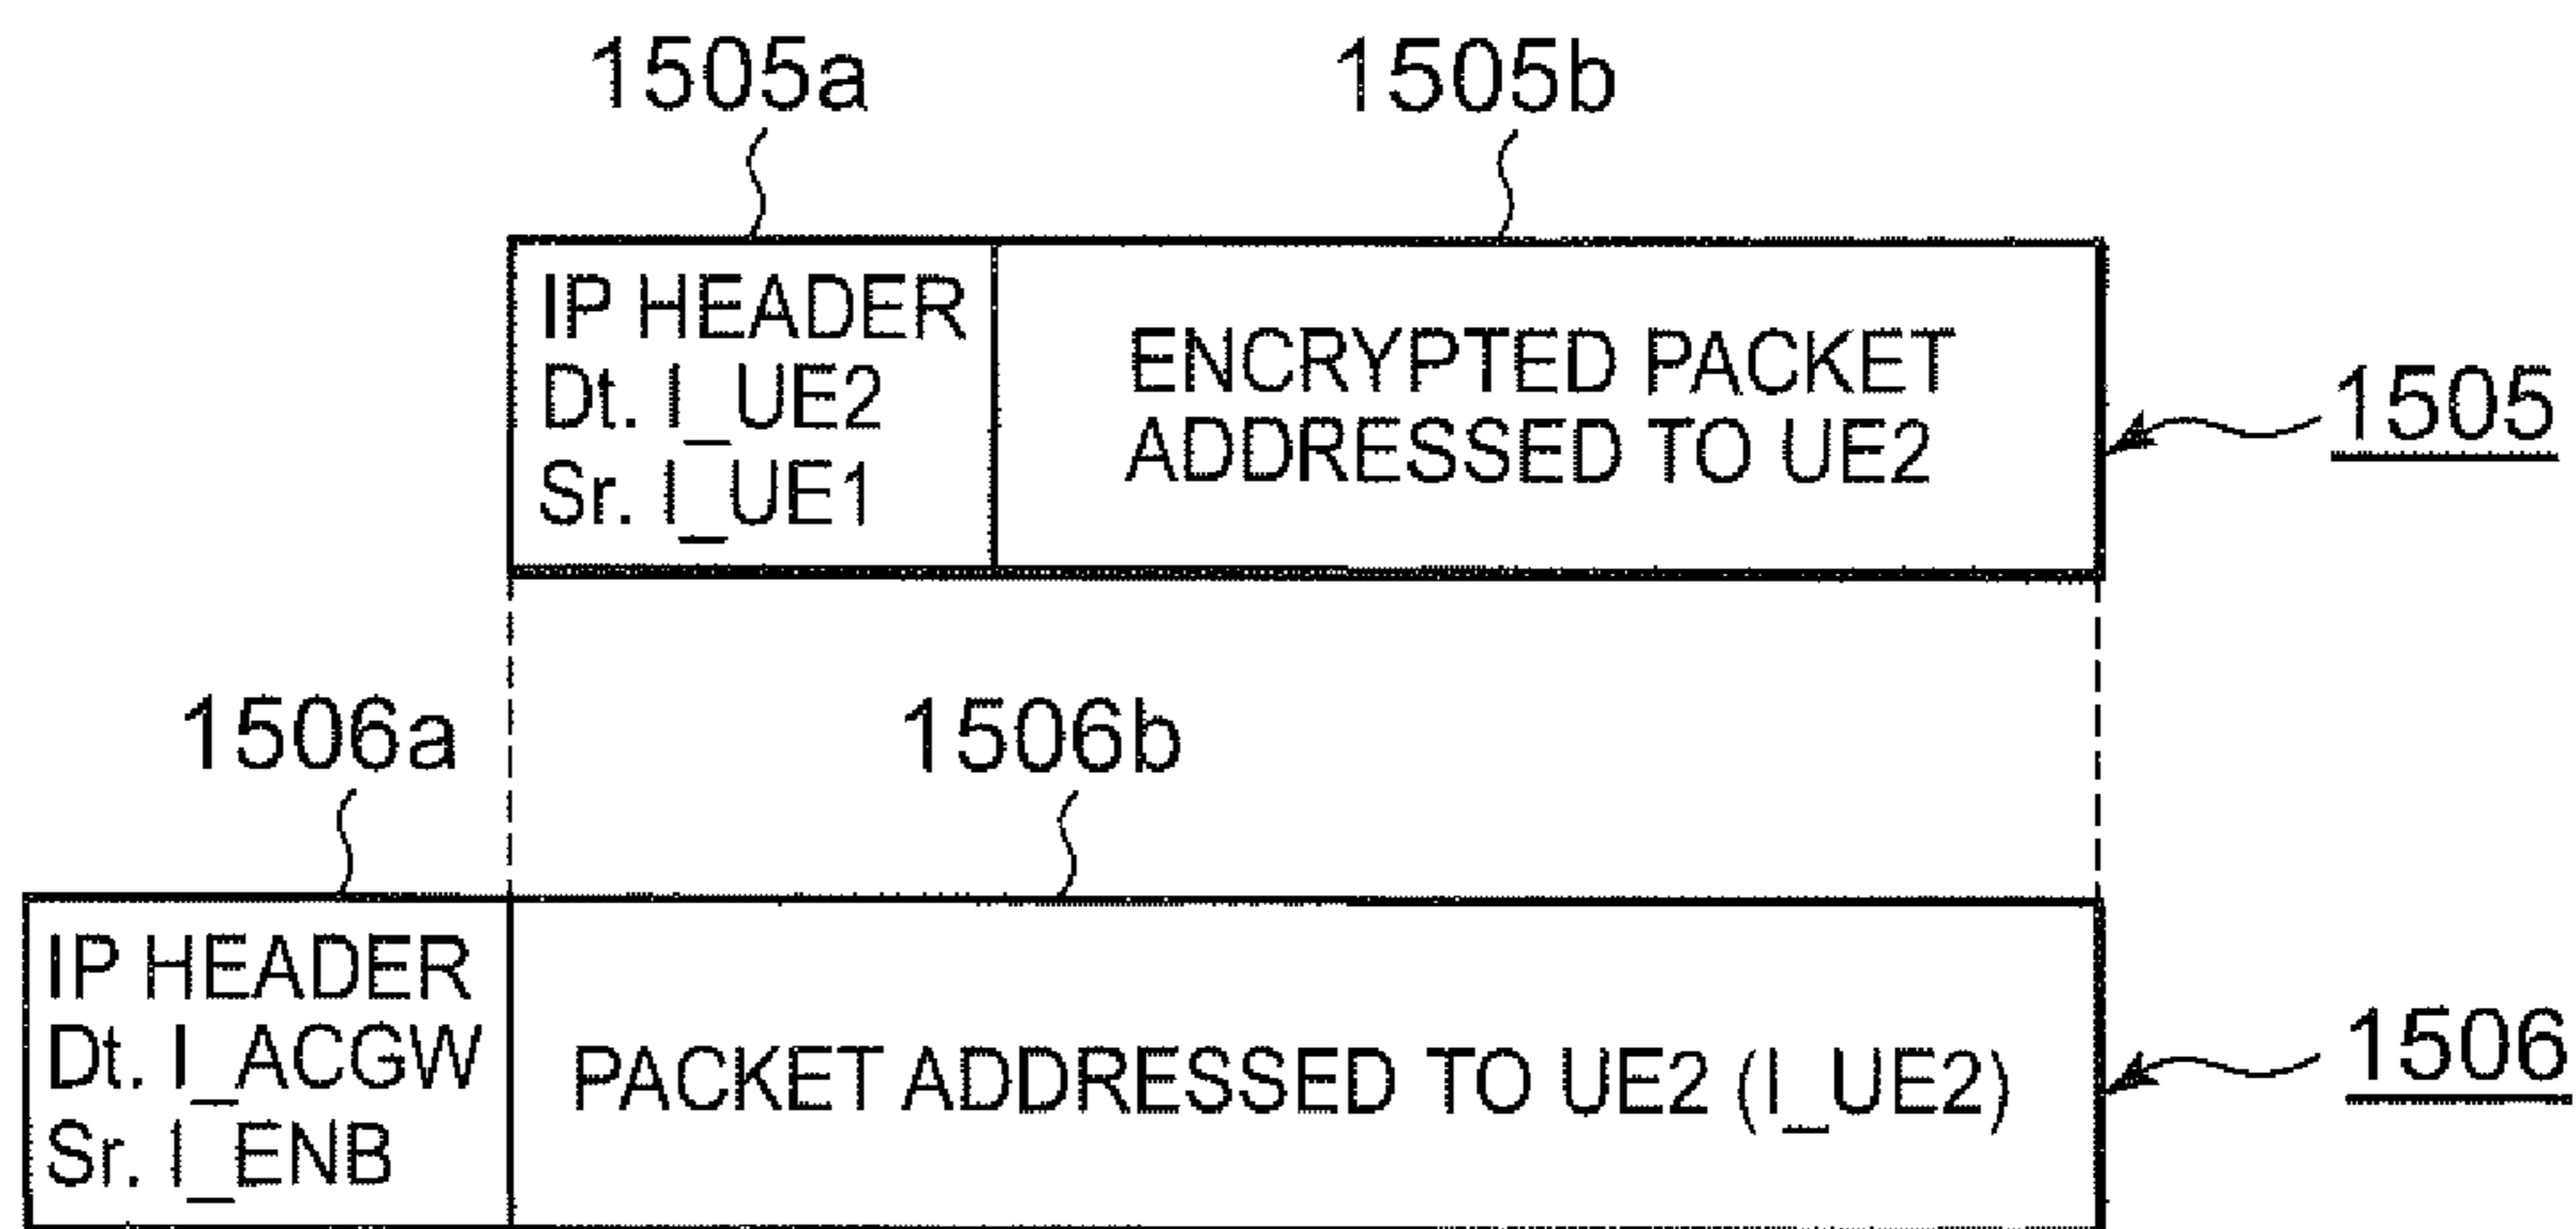 1505a
1505b
IP HEADER
Dt. I_UE2
Sr. I_UE1
ENCRYPTED PACKET
ADDRESSED TO UE2
1505
1506a
1506b
IP HEADER
Dt. I_ACGW
Sr. I_ENB
PACKET ADDRESSED TO UE2 (I_UE2)
1506